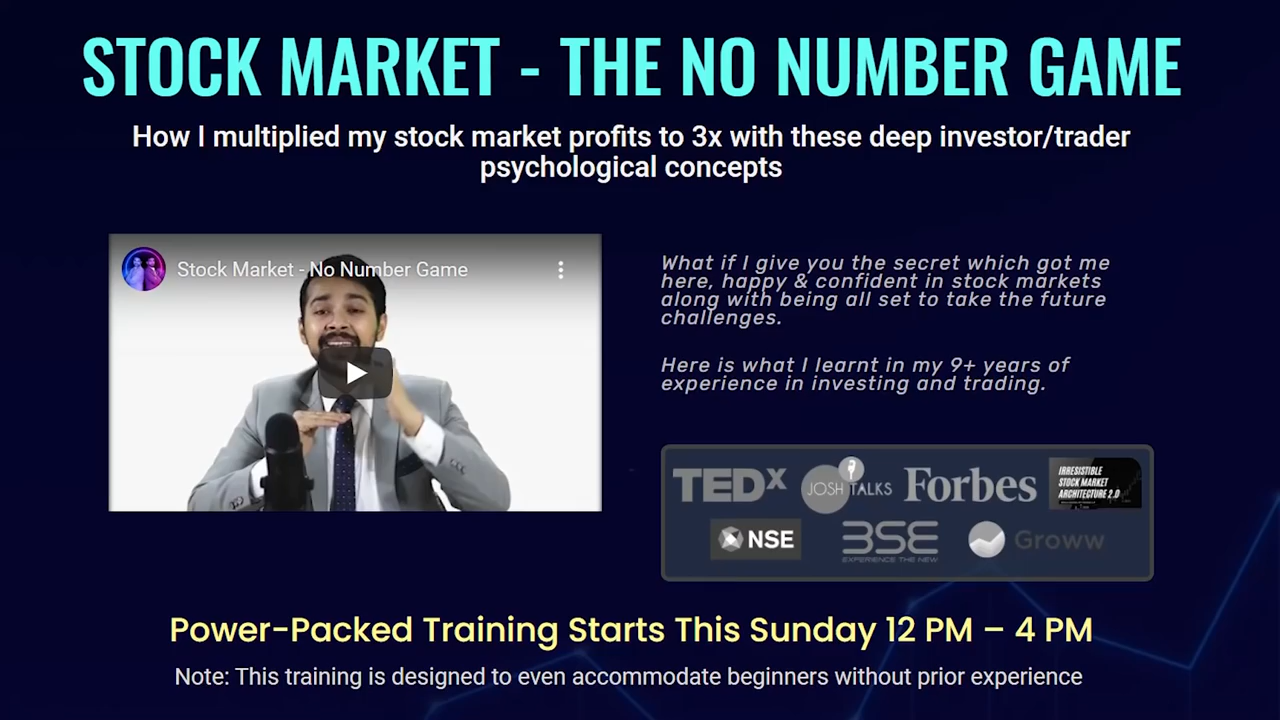 STOCK MARKET - THE NO NUMBER GAME
How I multiplied my stock market profits to 3x with these deep investor/trader
psychological concepts
Stock Market - No Number Game
What if I give you the secret which got me
here, happy & confident in stock markets
along with being all set to take the future
challenges.
Here is what I learnt in my 9+ years of
experience in investing and trading.
TEDx
JOSH TALKS
Forbes
IRRESISTIBLE
STOCK MARKET
ARCHITECTURE 2.0
NSE
BSE
EXPERIENCE THE NEW
Groww
Power-Packed Training Starts This Sunday 12 PM – 4 PM
Note: This training is designed to even accommodate beginners without prior experience